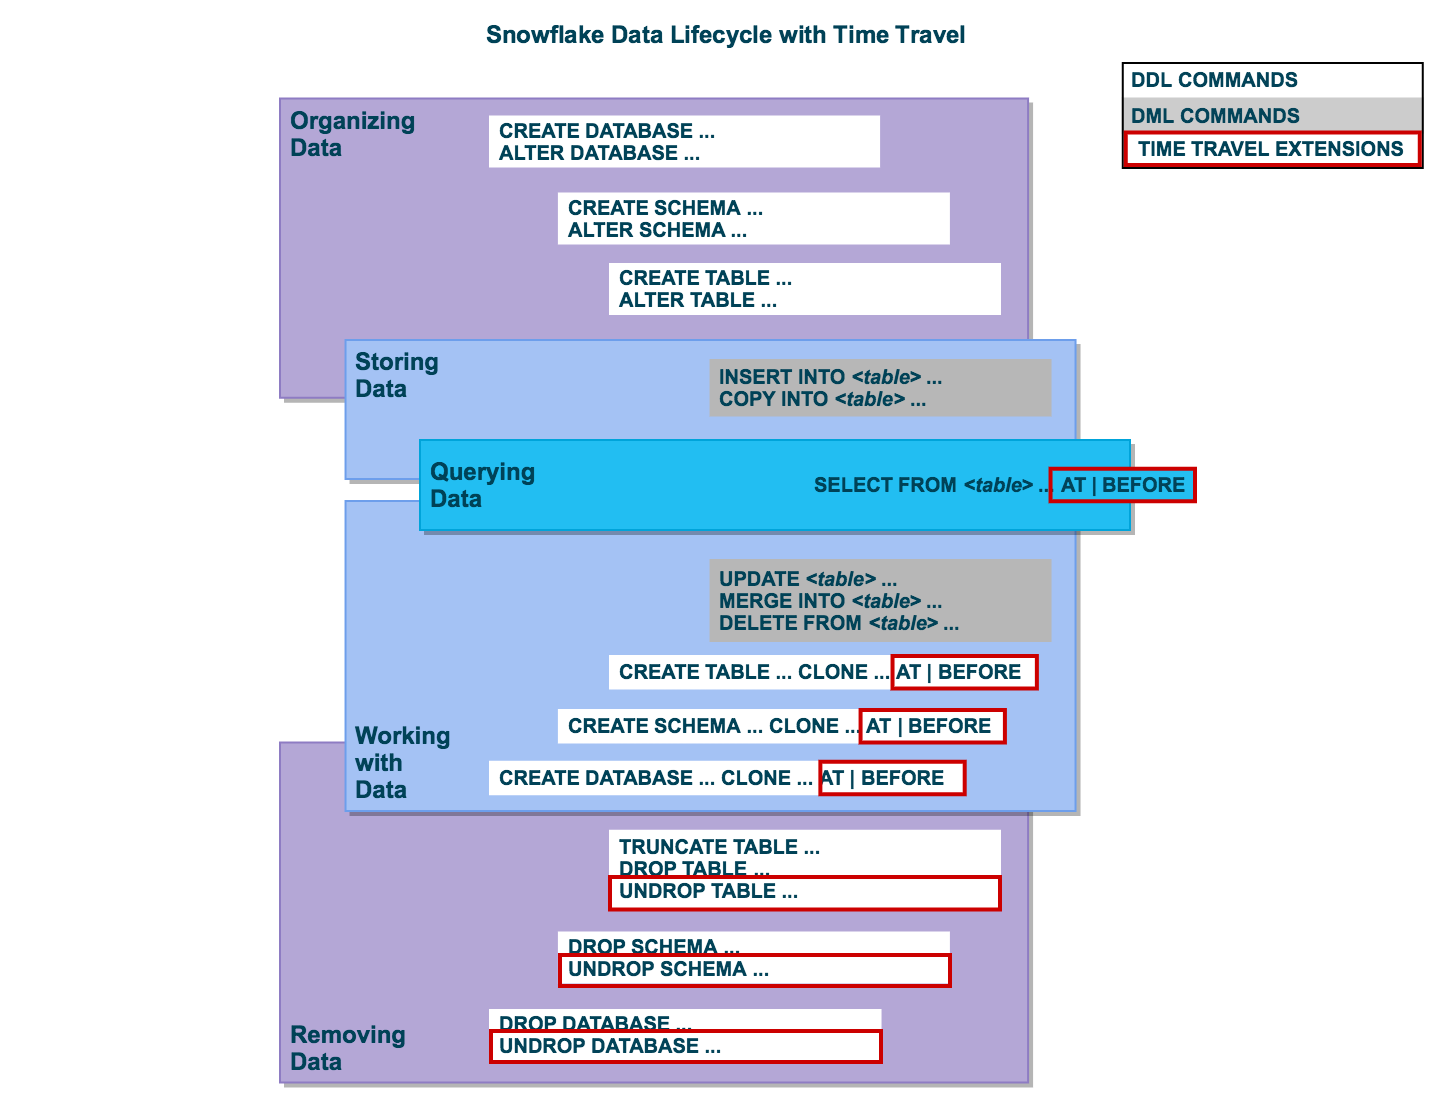 Snowflake Data Lifecycle with Time Travel
DDL COMMANDS
DML COMMANDS
TIME TRAVEL EXTENSIONS
Organizing
Data
CREATE DATABASE ...
ALTER DATABASE ...
CREATE SCHEMA ...
ALTER SCHEMA ...
CREATE TABLE ...
ALTER TABLE ...
Storing
Data
INSERT INTO <table> ...
COPY INTO <table> ...
Querying
Data
SELECT FROM <table> ... AT | BEFORE
UPDATE <table> ...
MERGE INTO <table> ...
DELETE FROM <table> ...
CREATE TABLE ... CLONE ... AT | BEFORE
CREATE SCHEMA ... CLONE ... AT | BEFORE
CREATE DATABASE ... CLONE ... AT | BEFORE
Working
with
Data
TRUNCATE TABLE ...
DROP TABLE ...
UNDROP TABLE ...
DROP SCHEMA ...
UNDROP SCHEMA ...
DROP DATABASE ...
UNDROP DATABASE ...
Removing
Data